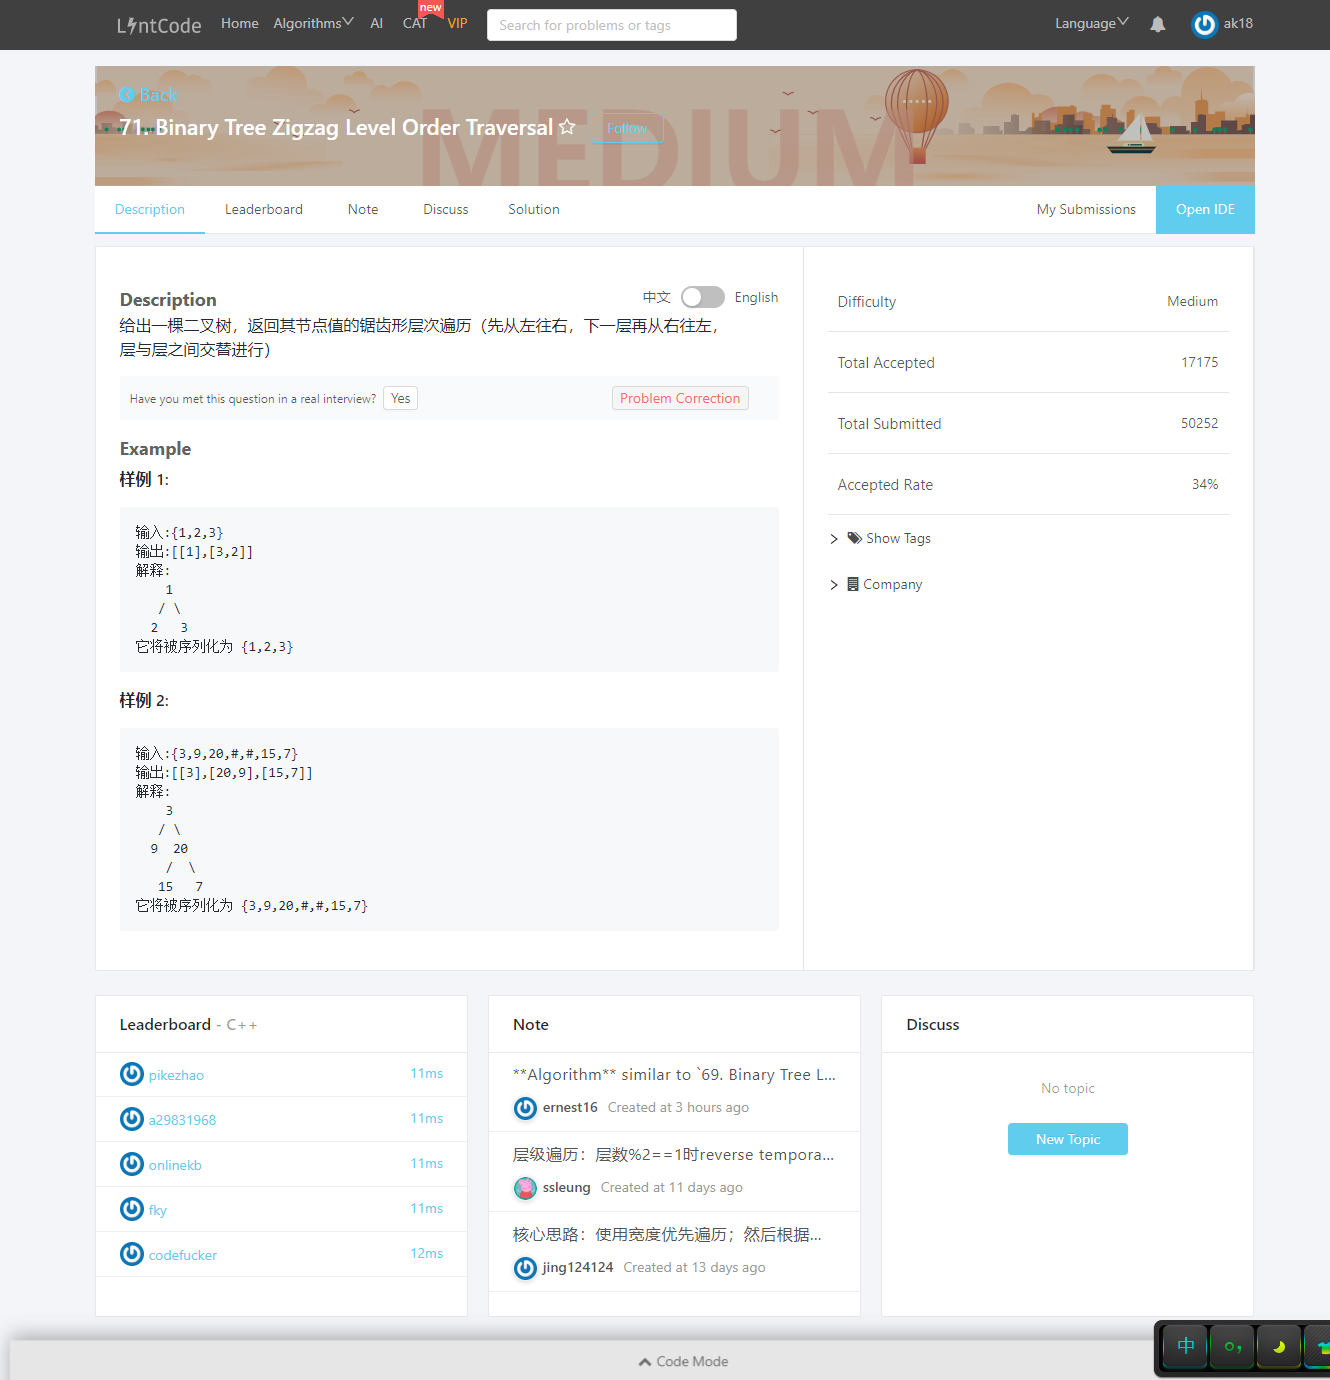 LintCode
Home
Algorithms
AI
CAT
new
VIP
Search for problems or tags
Language
ak18
Back
MEDIUM
71. Binary Tree Zigzag Level Order Traversal
Follow
Description
Leaderboard
Note
Discuss
Solution
My Submissions
Open IDE
Description
中文
English
给出一棵二叉树，返回其节点值的锯齿形层次遍历（先从左往右，下一层再从右往左，
层与层之间交替进行）
Have you met this question in a real interview?
Yes
Problem Correction
Example
样例 1:
输入:{1,2,3}
输出:[[1],[3,2]]
解释:
    1
   / \
  2   3
它将被序列化为 {1,2,3}
样例 2:
输入:{3,9,20,#,#,15,7}
输出:[[3],[20,9],[15,7]]
解释:
    3
   / \
  9  20
    /  \
   15   7
它将被序列化为 {3,9,20,#,#,15,7}
Difficulty
Medium
Total Accepted
17175
Total Submitted
50252
Accepted Rate
34%
Show Tags
Company
Leaderboard - C++
pikezhao
11ms
a29831968
11ms
onlinekb
11ms
fky
11ms
codefucker
12ms
Note
**Algorithm** similar to `69. Binary Tree L...
ernest16 Created at 3 hours ago
层级遍历：层数%2==1时reverse tempora...
ssleung Created at 11 days ago
核心思路：使用宽度优先遍历；然后根据...
jing124124 Created at 13 days ago
Discuss
No topic
New Topic
Code Mode
中